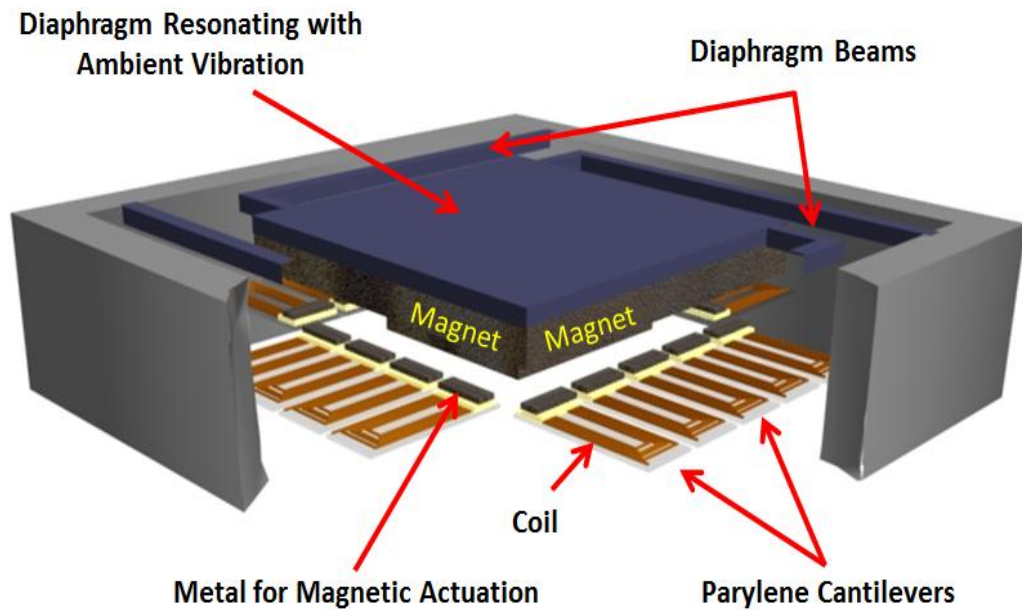 Diaphragm Resonating with
Ambient Vibration
Diaphragm Beams
Magnet
Magnet
Coil
Metal for Magnetic Actuation
Parylene Cantilevers